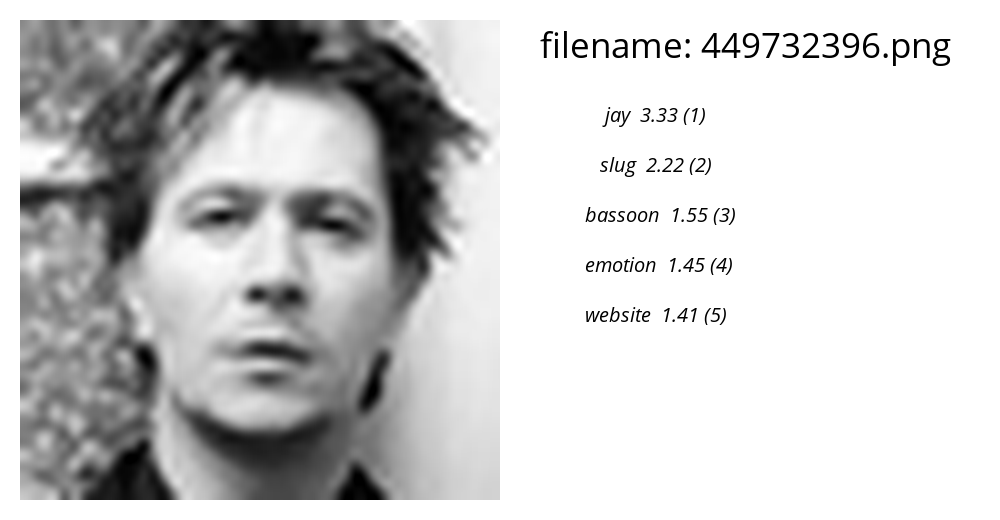 filename: 449732396.png
jay 3.33 (1)
slug 2.22 (2)
bassoon 1.55 (3)
emotion 1.45 (4)
website 1.41 (5)